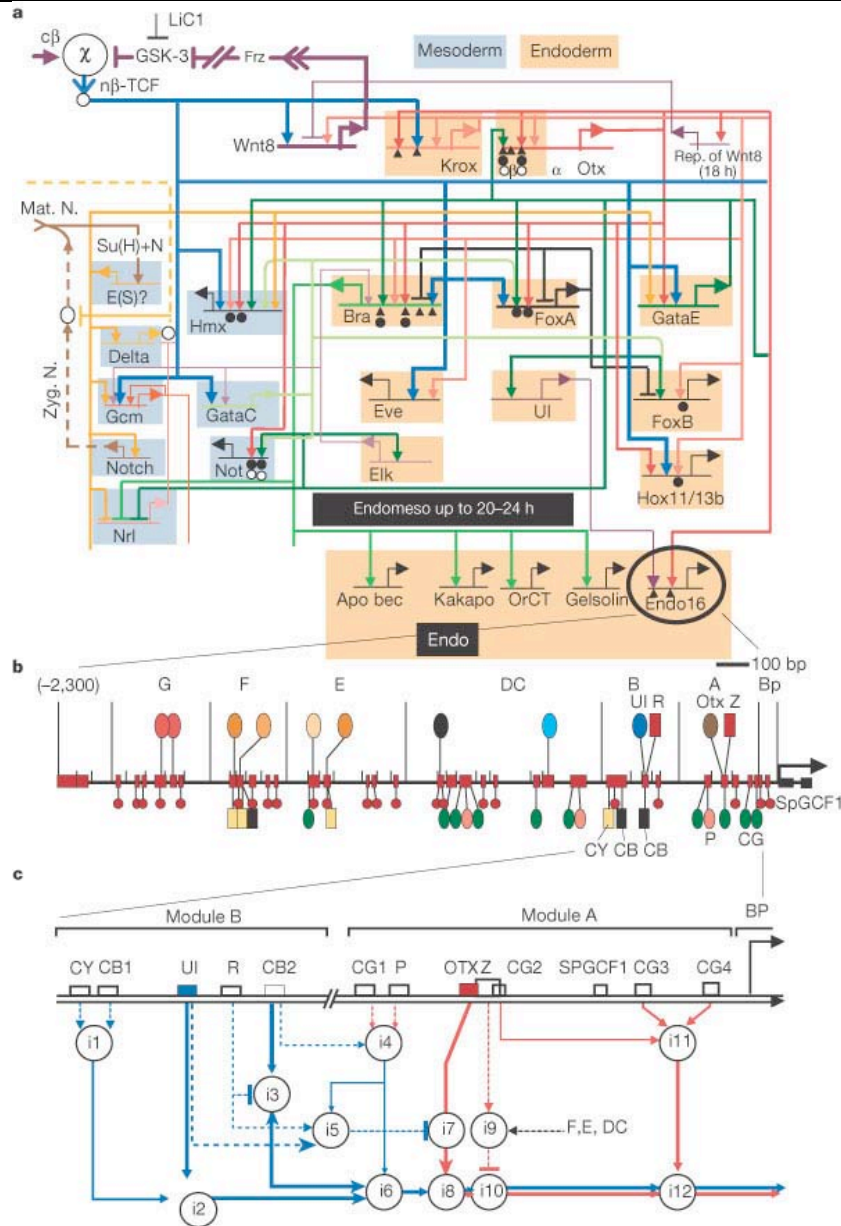 a
LiC1
cβ
χ
GSK-3
Frz
Mesoderm
Endoderm
nβ-TCF
Wnt8
Krox
β
α
Otx
Rep. of Wnt8
(18 h)
Mat. N.
Su(H)+N
E(S)?
Hmx
Bra
FoxA
GataE
Delta
Zyg. N.
Gcm
GataC
Eve
UI
FoxB
Notch
Not
Elk
Hox11/13b
Nrl
Endomeso up to 20–24 h
Apo bec
Kakapo
OrCT
Gelsolin
Endo16
Endo
b
100 bp
(–2,300)
G
F
E
DC
B
A
Bp
UI R
Otx Z
SpGCF1
CY
CB
CB
P
CG
c
Module B
Module A
BP
CY
CB1
UI
R
CB2
CG1
P
OTX
Z
CG2
SPGCF1
CG3
CG4
i1
i4
i11
i3
i5
i7
i9
F,E, DC
i2
i6
i8
i10
i12